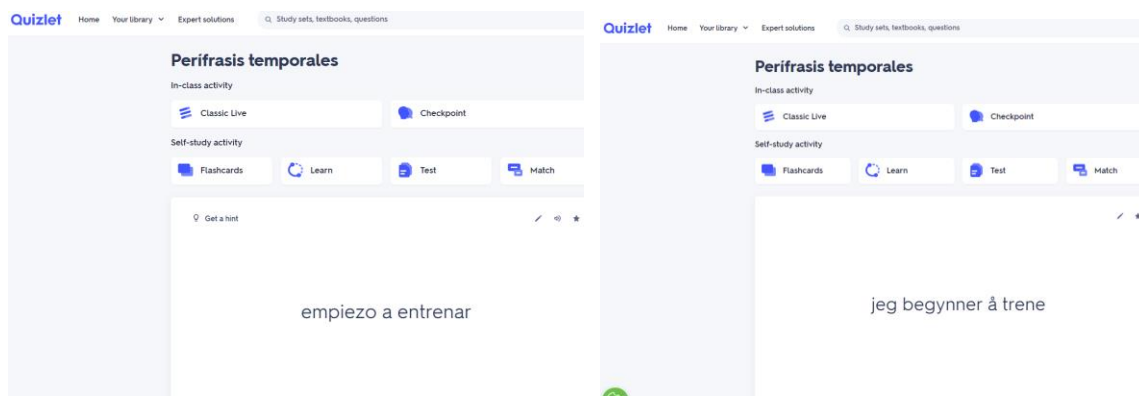 Quizlet Home Your library Expert solutions Study sets, textbooks, questions
Perífrasis temporales
In-class activity
Classic Live Checkpoint
Self-study activity
Flashcards Learn Test Match
Get a hint
empiezo a entrenar
Quizlet Home Your library Expert solutions Study sets, textbooks, questions
Perífrasis temporales
In-class activity
Classic Live Checkpoint
Self-study activity
Flashcards Learn Test Match
jeg begynner å trene